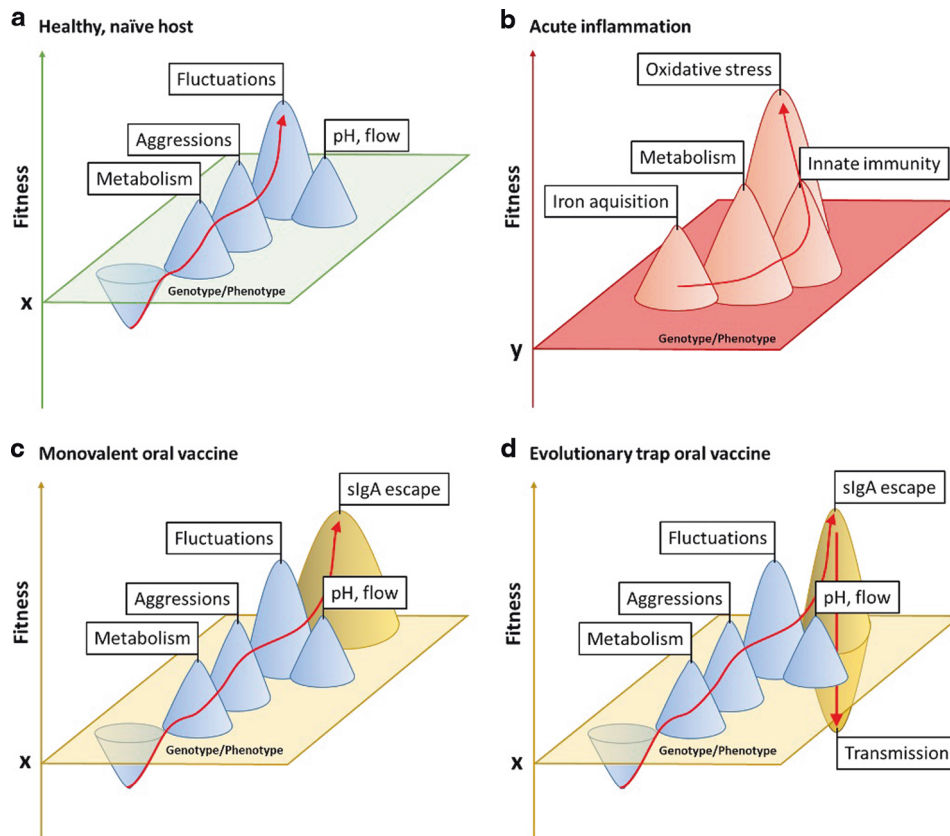 a Healthy, naïve host
Fluctuations
Aggressions
pH, flow
Metabolism
Fitness
x
Genotype/Phenotype
b Acute inflammation
Oxidative stress
Metabolism
Innate immunity
Iron aquisition
Fitness
y
Genotype/Phenotype
c Monovalent oral vaccine
sIgA escape
Fluctuations
Aggressions
pH, flow
Metabolism
Fitness
x
Genotype/Phenotype
d Evolutionary trap oral vaccine
sIgA escape
Fluctuations
Aggressions
pH, flow
Metabolism
Fitness
x
Genotype/Phenotype
Transmission